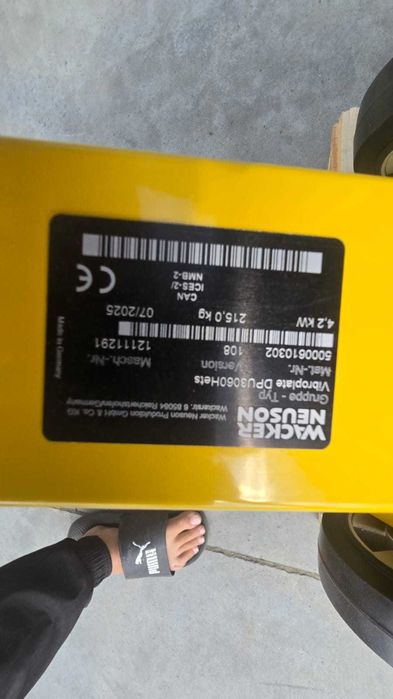 WACKER
NEUSON
Wacker Neuson Produktion GmbH & Co. KG
Wackerstr. 6 85084 Reichertshofen/Germany
Gruppe - Typ
Vibroplate DPU3060Hets
Mat.-Nr. Version Masch.-Nr.
5000610302 108 12111291
4,2 kW 215.0 kg 07/2025
CAN
ICES-2/
NMB-2
CE
Made in Germany
PUMA